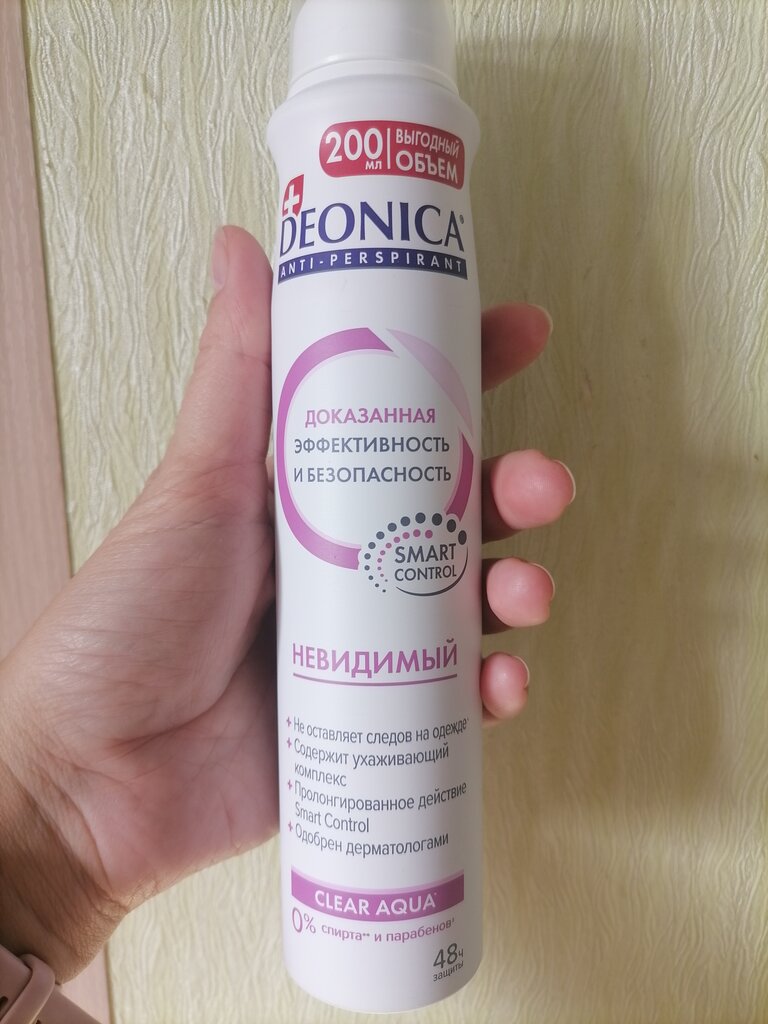 200 мл ВЫГОДНЫЙ ОБЪЕМ
DEONICA®
ANTI-PERSPIRANT
ДОКАЗАННАЯ
ЭФФЕКТИВНОСТЬ
И БЕЗОПАСНОСТЬ
SMART
CONTROL
НЕВИДИМЫЙ
+ Не оставляет следов на одежде*
+ Содержит ухаживающий
комплекс
+ Пролонгированное действие
Smart Control
+ Одобрен дерматологами
CLEAR AQUA*
0% спирта** и парабенов
48ч
защиты